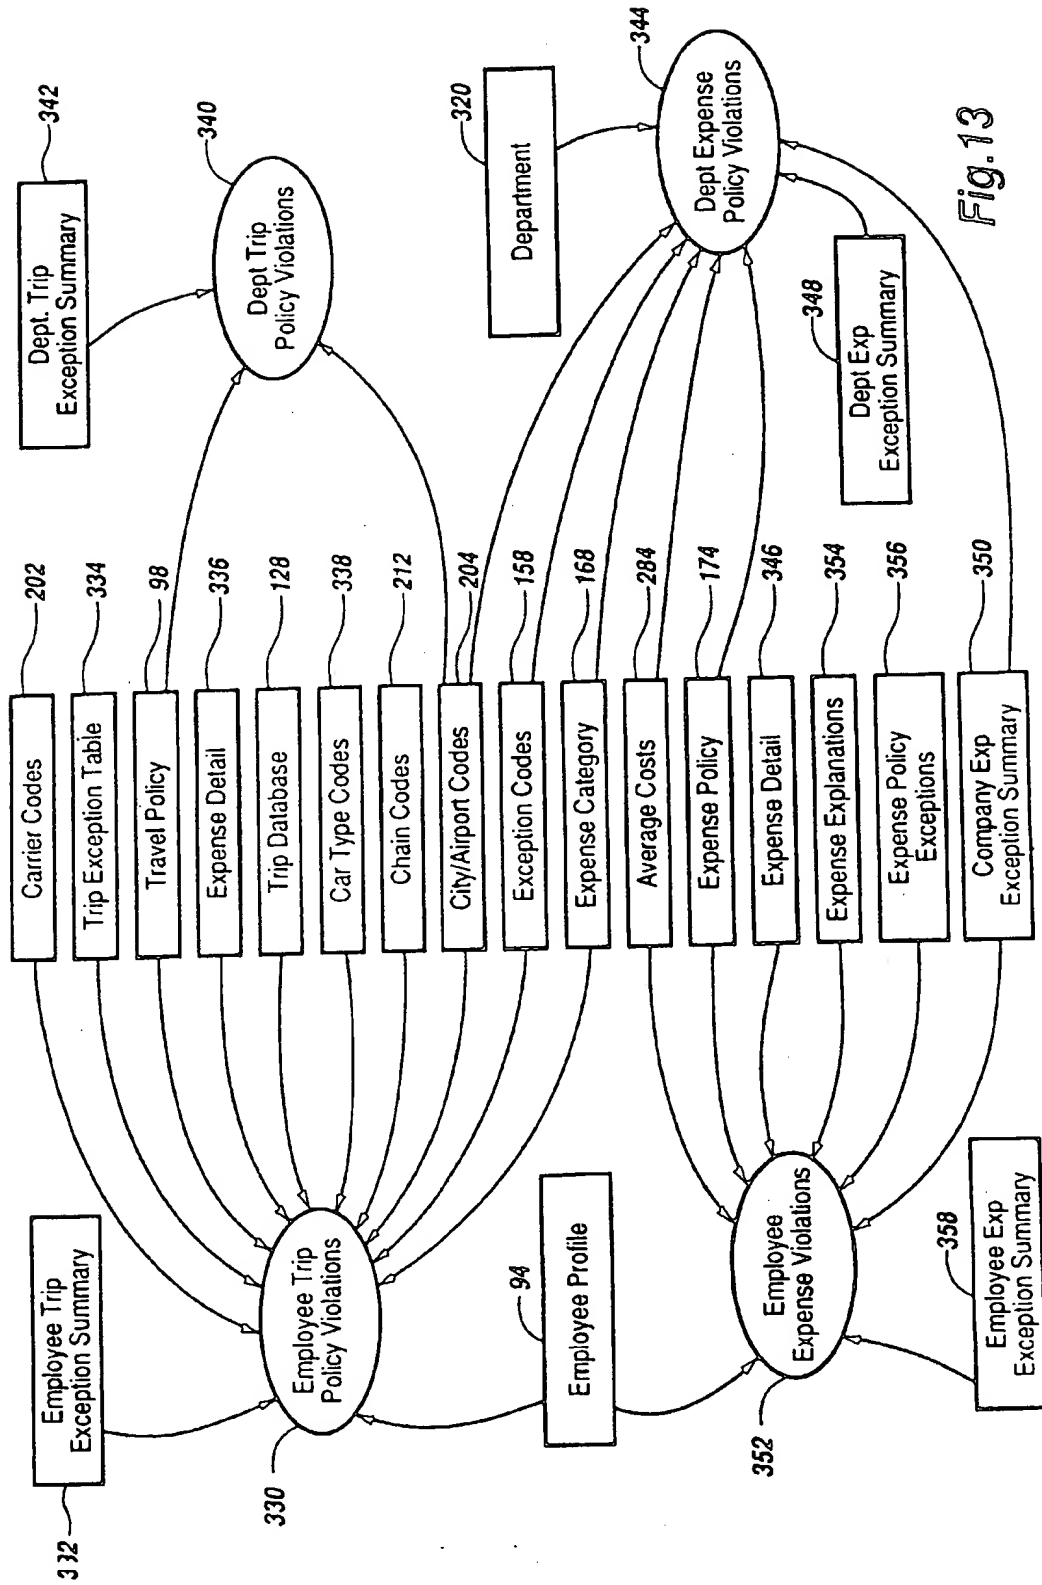 Employee Trip
Exception Summary
332
Employee Trip
Policy Violations
330
Employee Profile
94
Employee
Expense Violations
352
Employee Exp
Exception Summary
358
Carrier Codes
202
Trip Exception Table
334
Travel Policy
98
Expense Detail
336
Trip Database
128
Car Type Codes
338
Chain Codes
212
City/Airport Codes
204
Exception Codes
158
Expense Category
168
Average Costs
284
Expense Policy
174
Expense Detail
346
Expense Explanations
354
Expense Policy
Exceptions
356
Company Exp
Exception Summary
350
Dept. Trip
Exception Summary
342
Dept Trip
Policy Violations
340
Department
320
Dept Expense
Policy Violations
344
Dept Exp
Exception Summary
348
Fig.13